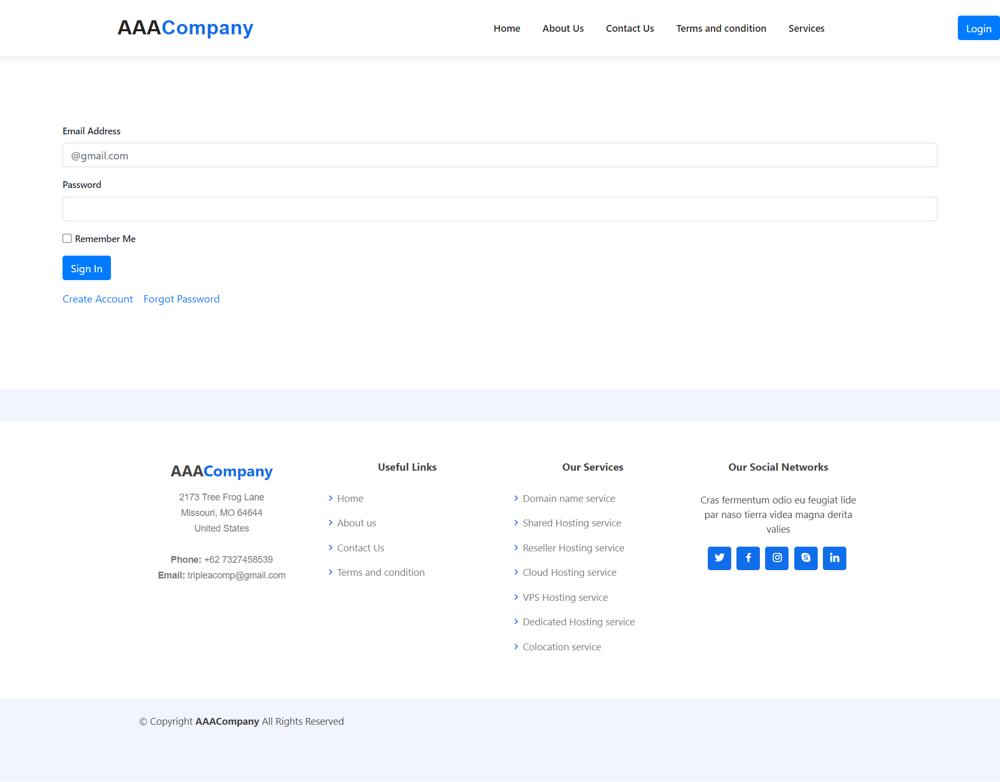 AAACompany
Home About Us Contact Us Terms and condition Services
Login
Email Address
@gmail.com
Password
Remember Me
Sign In
Create Account Forgot Password
AAACompany
2173 Tree Frog Lane
Missouri, MO 64644
United States
Phone: +62 7327458539
Email: tripleacomp@gmail.com
Useful Links
Home
About us
Contact Us
Terms and condition
Our Services
Domain name service
Shared Hosting service
Reseller Hosting service
Cloud Hosting service
VPS Hosting service
Dedicated Hosting service
Colocation service
Our Social Networks
Cras fermentum odio eu feugiat lide
par naso tierra videa magna derita
valies
© Copyright AAACompany All Rights Reserved